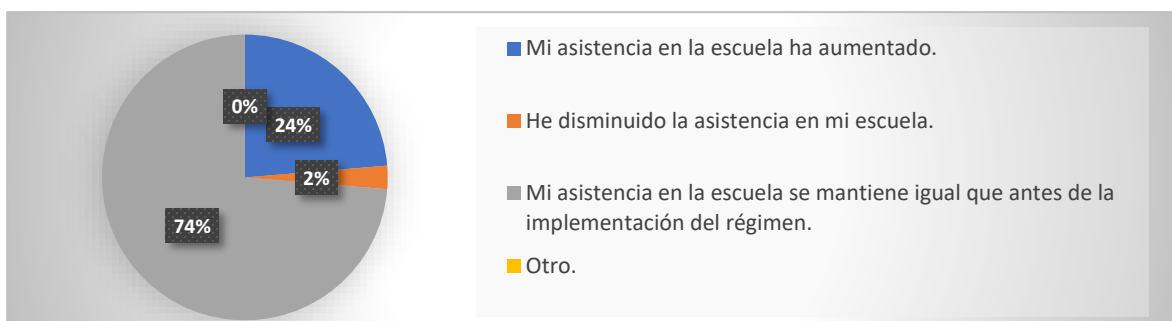 0%
24%
2%
74%
Mi asistencia en la escuela ha aumentado.
He disminuido la asistencia en mi escuela.
Mi asistencia en la escuela se mantiene igual que antes de la
implementación del régimen.
Otro.